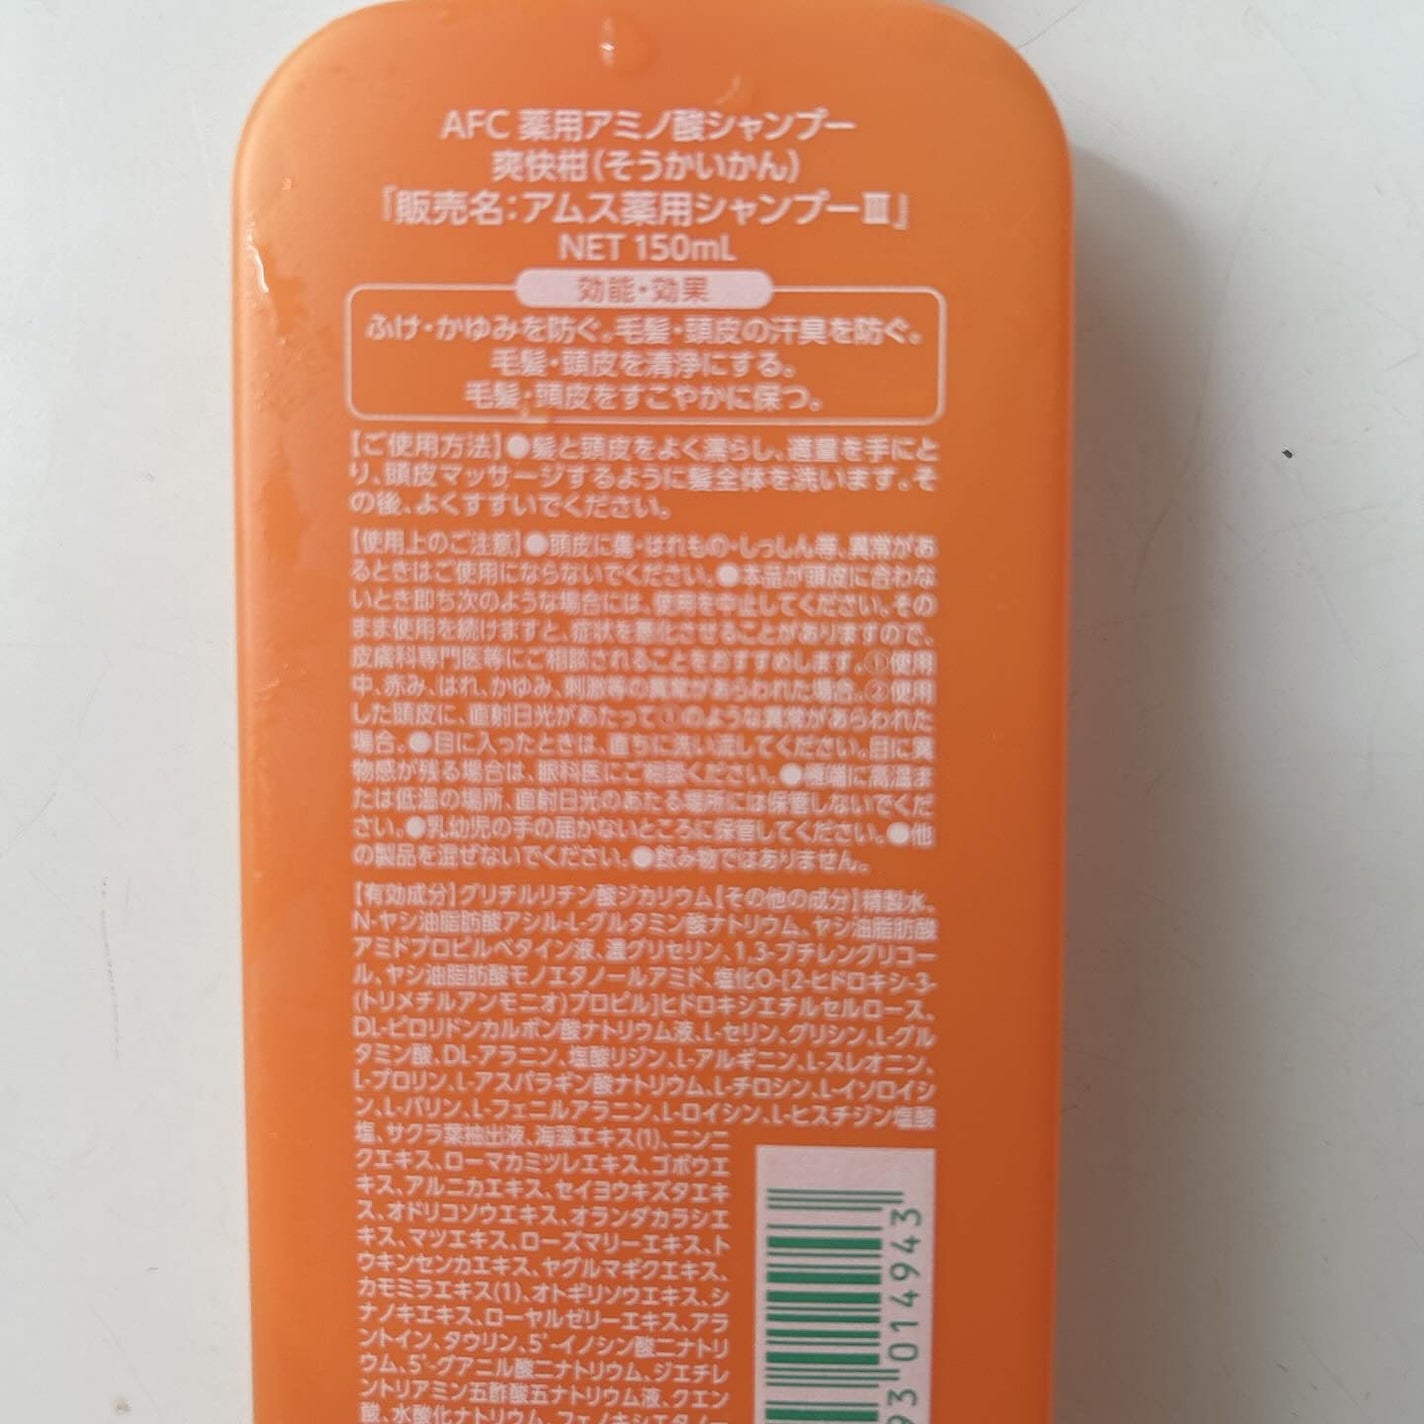 AFC 薬用アミノ酸シャンプー
爽快柑(そうかいかん)
『販売名:アムス薬用シャンプーⅢ』
NET 150mL
効能・効果
ふけ・かゆみを防ぐ。毛髪・頭皮の汗臭を防ぐ。
毛髪・頭皮を清浄にする。
毛髪・頭皮をすこやかに保つ。
【ご使用方法】●髪と頭皮をよく濡らし、適量を手にと
り、頭皮マッサージするように髪全体を洗います。そ
の後、よくすすいでください。
【使用上のご注意】●頭皮に傷・はれもの・しっしん等、異常があ
るときはご使用にならないでください。●本品が頭皮に合わな
いとき即ち次のような場合には、使用を中止してください。その
まま使用を続けますと、症状を悪化させることがありますので、
皮膚科専門医等にご相談されることをおすすめします。①使用
中、赤み、はれ、かゆみ、刺激等の異常があらわれた場合。②使用
した頭皮に、直射日光があたって①のような異常があらわれた
場合。●目に入ったときは、直ちに洗い流してください。目に異
物感が残る場合は、眼科医にご相談ください。●極端に高温ま
たは低温の場所、直射日光のあたる場所には保管しないでくだ
さい。●乳幼児の手の届かないところに保管してください。●他
の製品を混ぜないでください。●飲み物ではありません。
【有効成分】グリチルリチン酸ジカリウム【その他の成分】精製水、
N-ヤシ油脂肪酸アシル-L-グルタミン酸ナトリウム、ヤシ油脂肪酸
アミドプロピルベタイン液、濃グリセリン、1,3-ブチレングリコー
ル、ヤシ油脂肪酸モノエタノールアミド、塩化O-[2-ヒドロキシ-3-
(トリメチルアンモニオ)プロピル]ヒドロキシエチルセルロース、
DL-ピロリドンカルボン酸ナトリウム液、L-セリン、グリシン、L-グル
タミン酸、DL-アラニン、塩酸リジン、L-アルギニン、L-スレオニン、
L-プロリン、L-アスパラギン酸ナトリウム、L-チロシン、L-イソロイシ
ン、L-バリン、L-フェニルアラニン、L-ロイシン、L-ヒスチジン塩酸
塩、サクラ葉抽出液、海藻エキス(1)、ニンニ
クエキス、ローマカミツレエキス、ゴボウエ
キス、アルニカエキス、セイヨウキズタエキ
ス、オドリコソウエキス、オランダカラシエ
キス、マツエキス、ローズマリーエキス、ト
ウキンセンカエキス、ヤグルマギクエキス、
カモミラエキス(1)、オトギリソウエキス、シ
ナノキエキス、ローヤルゼリーエキス、アラ
ントイン、タウリン、5'-イノシン酸二ナトリ
ウム、5'-グアニル酸二ナトリウム、ジエチレ
ントリアミン五酢酸五ナトリウム液、クエン
酸、水酸化ナトリウム、フェノキシエタノー
93 014943